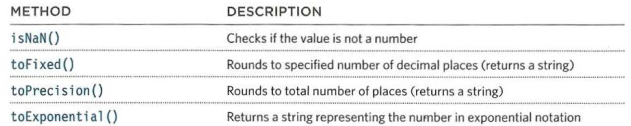 METHOD DESCRIPTION
isNaN() Checks if the value is not a number
toFixed() Rounds to specified number of decimal places (returns a string)
toPrecision() Rounds to total number of places (returns a string)
toExponential() Returns a string representing the number in exponential notation